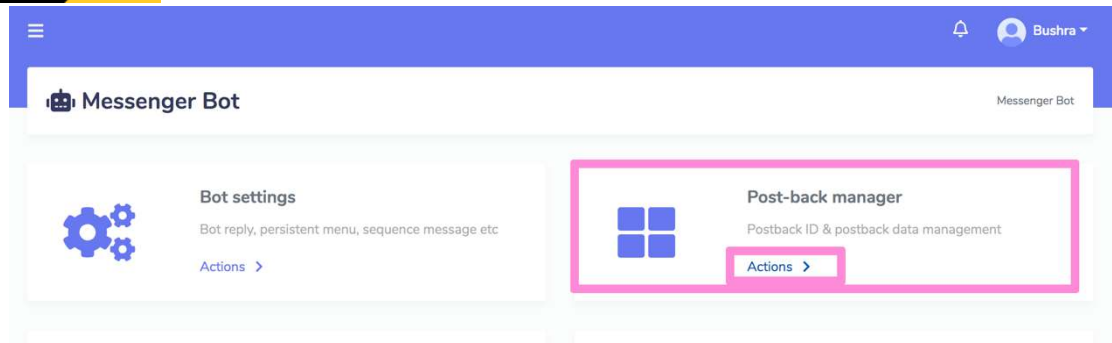 Bushra
Messenger Bot
Messenger Bot
Bot settings
Bot reply, persistent menu, sequence message etc
Actions >
Post-back manager
Postback ID & postback data management
Actions >